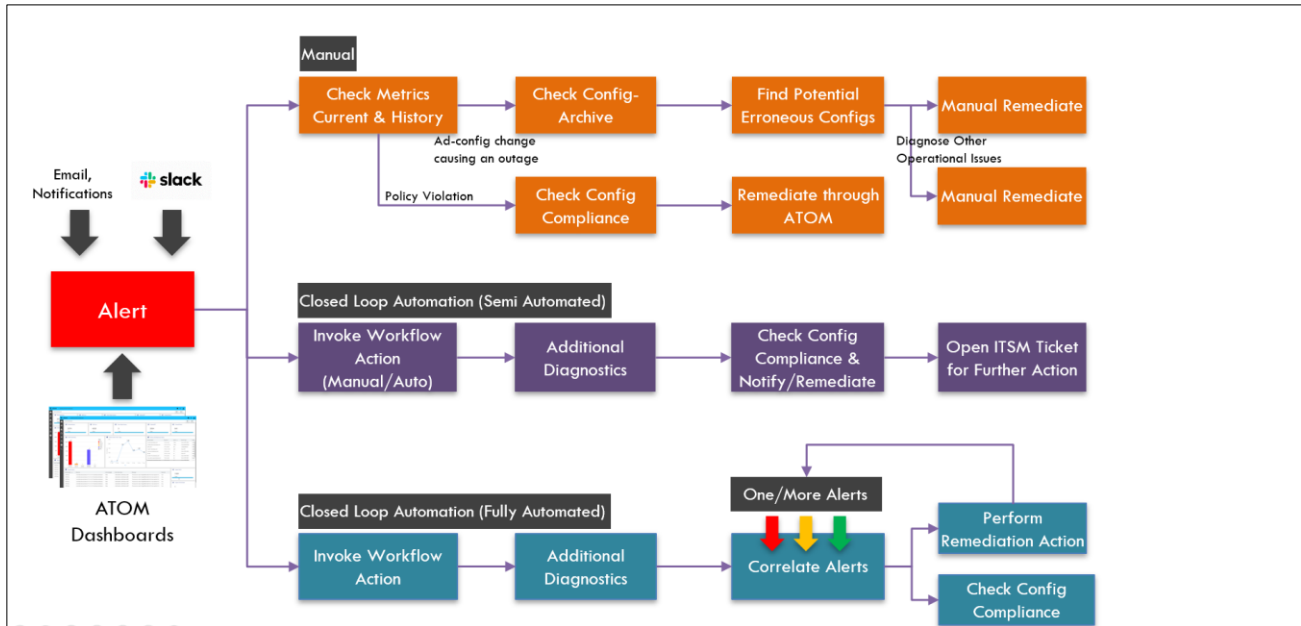 Manual
Check Metrics
Current & History
Check Config-
Archive
Find Potential
Erroneous Configs
Manual Remediate
Ad-config change
causing an outage
Diagnose Other
Operational Issues
Policy Violation
Check Config
Compliance
Remediate through
ATOM
Manual Remediate
Email,
Notifications
slack
Alert
ATOM
Dashboards
Closed Loop Automation (Semi Automated)
Invoke Workflow
Action
(Manual/Auto)
Additional
Diagnostics
Check Config
Compliance &
Notify/Remediate
Open ITSM Ticket
for Further Action
Closed Loop Automation (Fully Automated)
Invoke Workflow
Action
Additional
Diagnostics
One/More Alerts
Correlate Alerts
Perform
Remediation Action
Check Config
Compliance